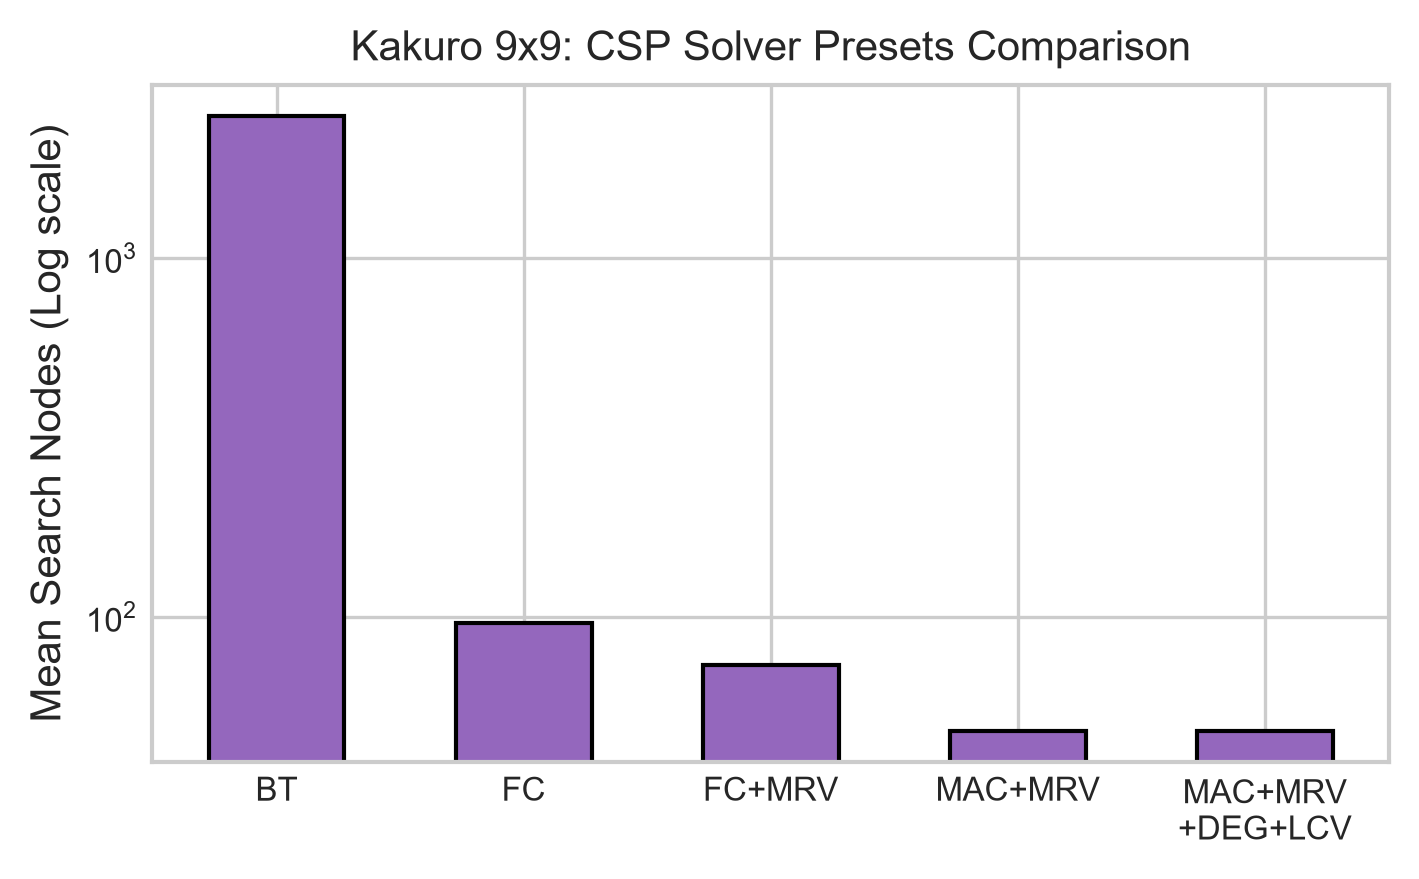 Kakuro 9x9: CSP Solver Presets Comparison
Mean Search Nodes (Log scale)
10³
10²
BT
FC
FC+MRV
MAC+MRV
MAC+MRV
+DEG+LCV